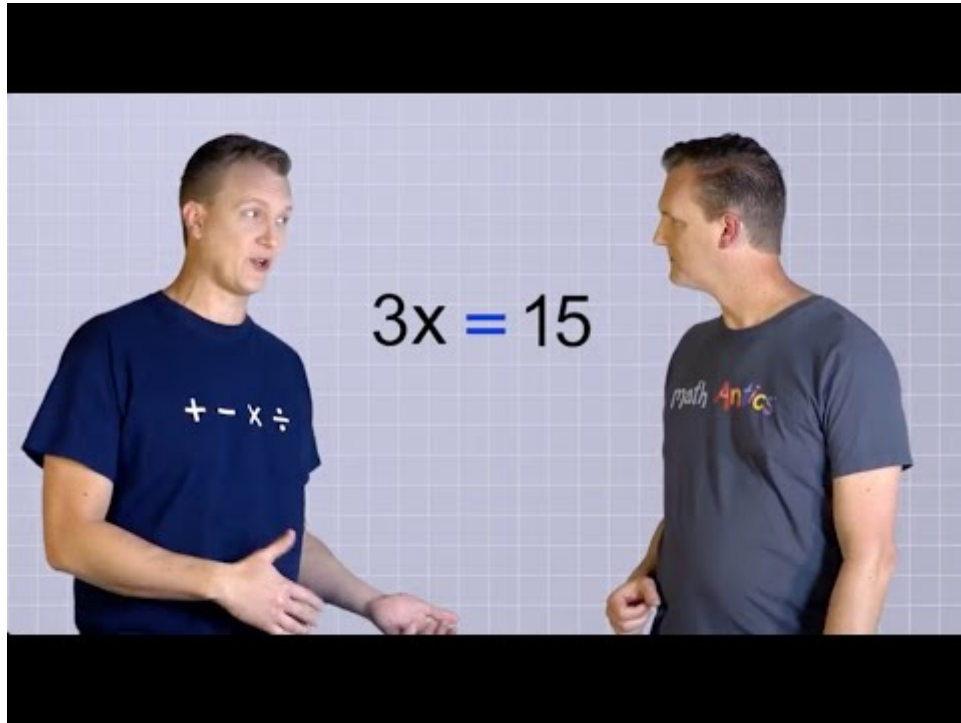 3x = 15
+ - x ÷
math Antics